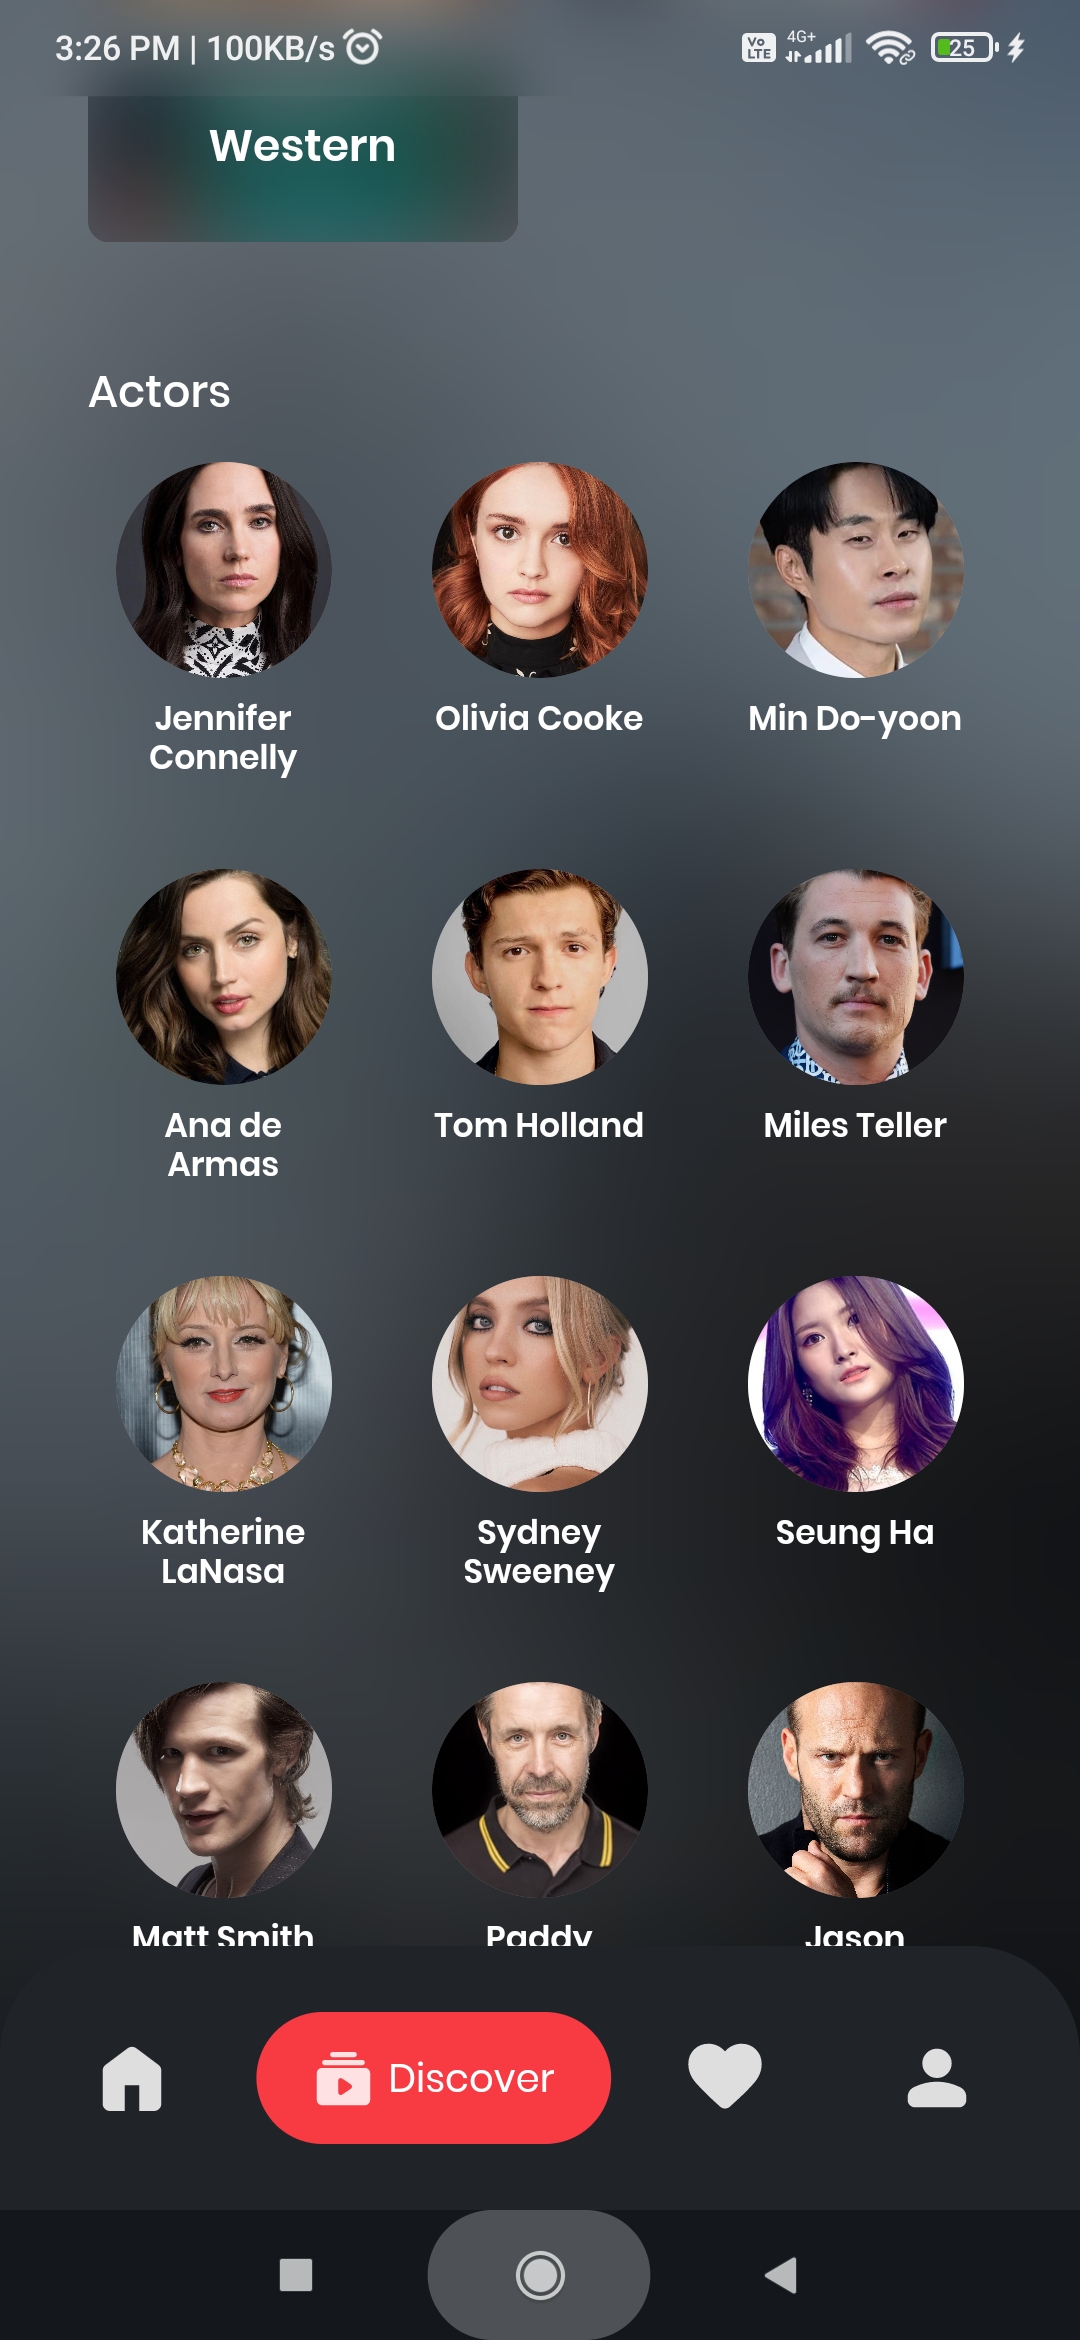 3:26 PM | 100KB/s
Vo LTE 4G+ 25
Western
Actors
Jennifer Connelly
Olivia Cooke
Min Do-yoon
Ana de Armas
Tom Holland
Miles Teller
Katherine LaNasa
Sydney Sweeney
Seung Ha
Matt Smith
Paddy
Jason
Discover